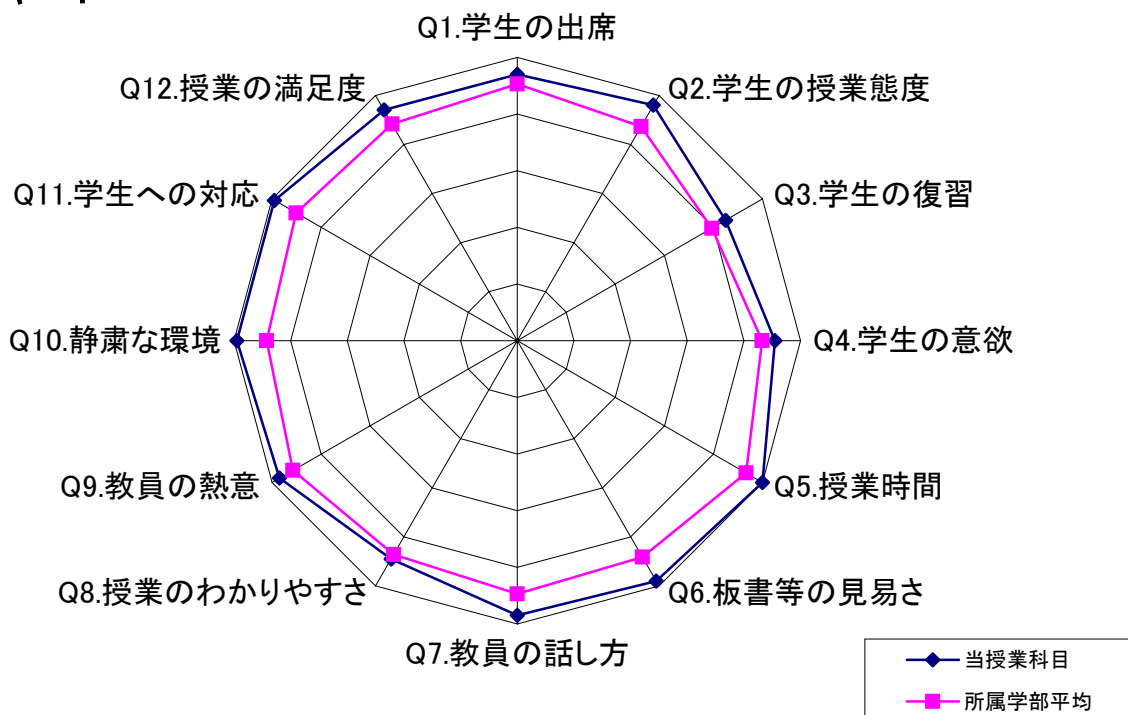 Q1.学生の出席
Q2.学生の授業態度
Q3.学生の復習
Q4.学生の意欲
Q5.授業時間
Q6.板書等の見易さ
Q7.教員の話し方
Q8.授業のわかりやすさ
Q9.教員の熱意
Q10.静粛な環境
Q11.学生への対応
Q12.授業の満足度
当授業科目
所属学部平均